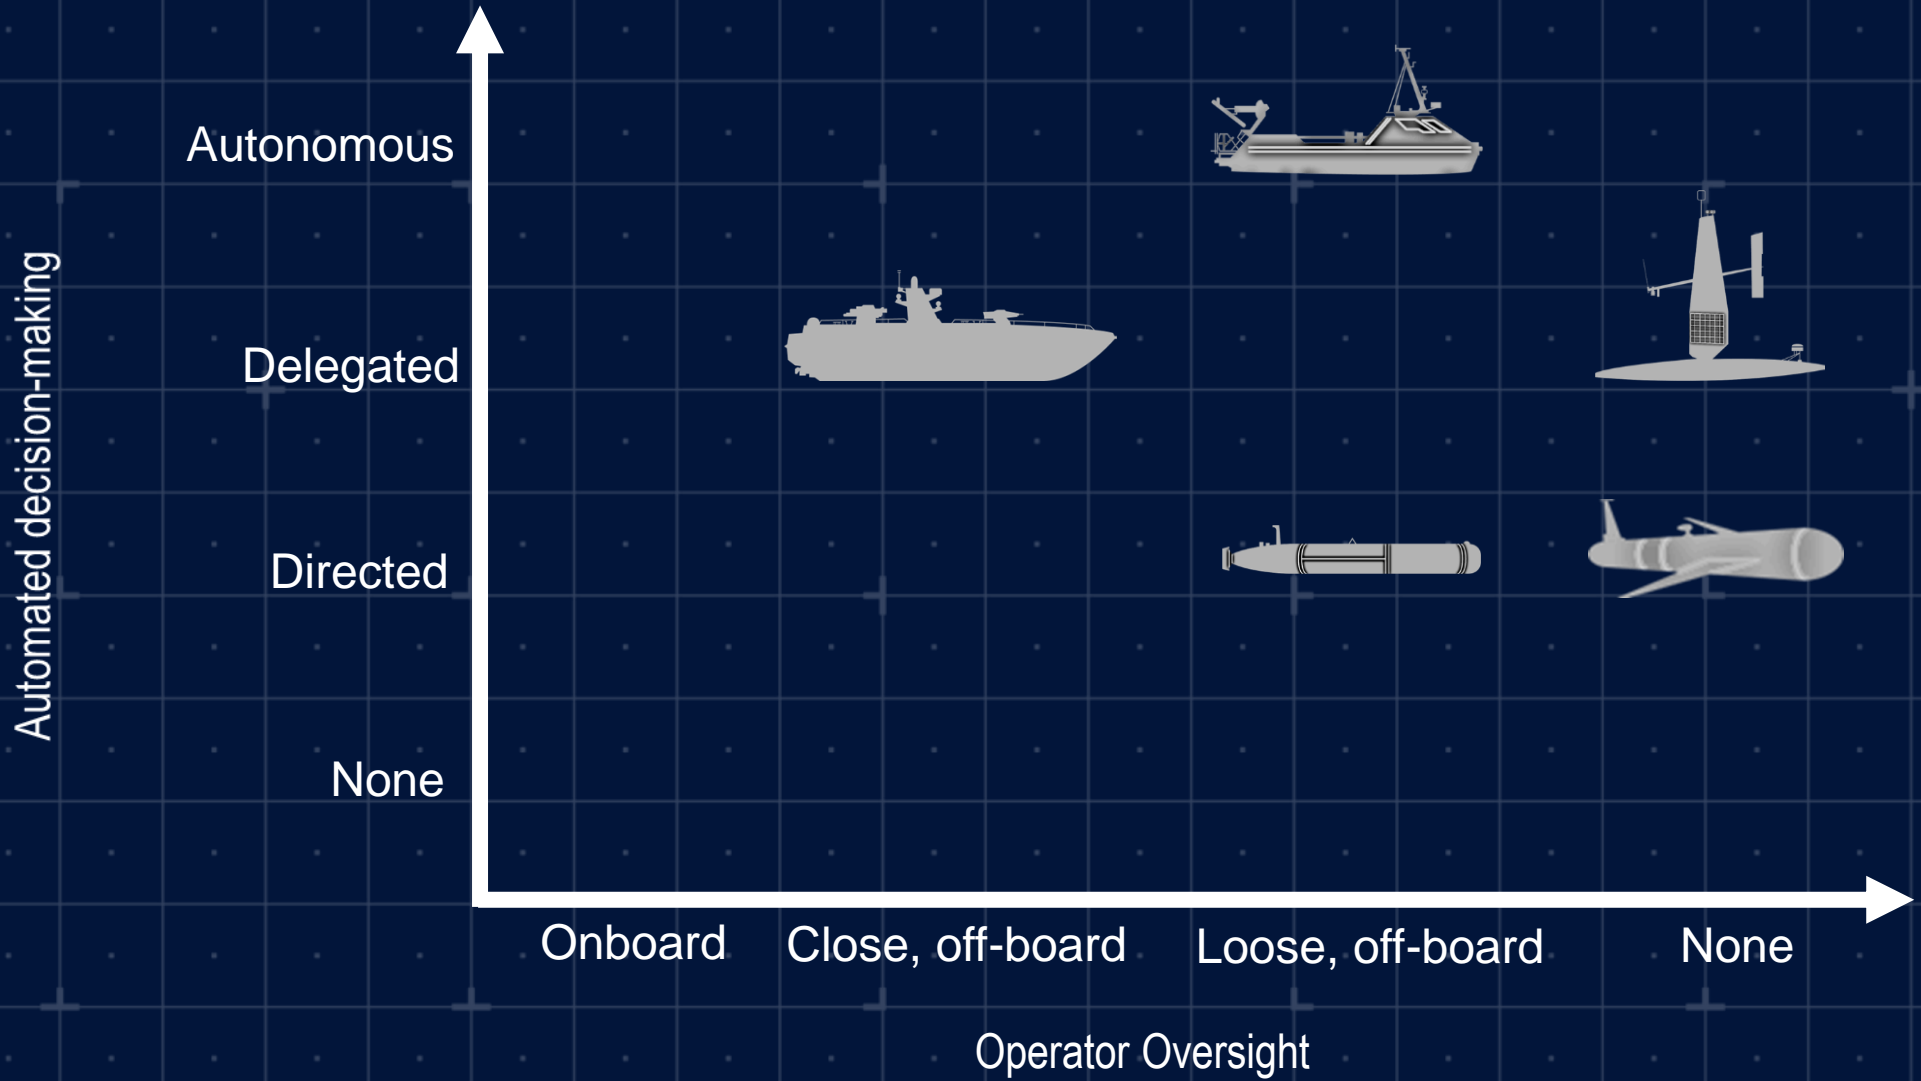 Automated decision-making
Autonomous
Delegated
Directed
None
Onboard
Close, off-board
Loose, off-board
None
Operator Oversight